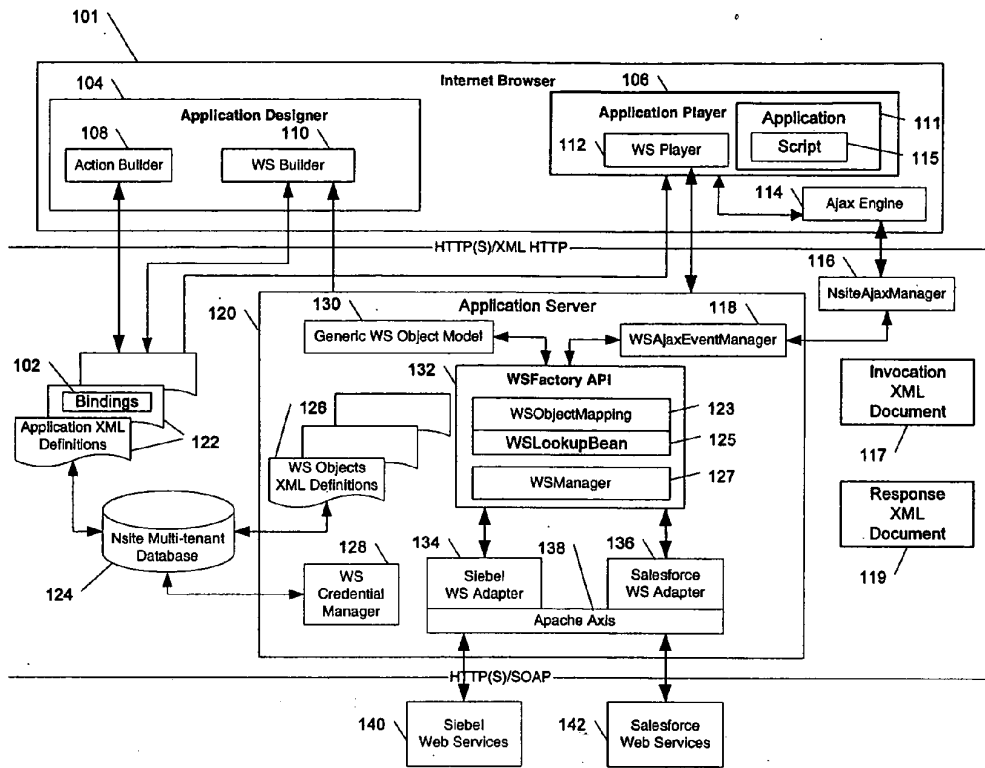 101
104
Internet Browser
106
Application Designer
108
110
Action Builder
WS Builder
Application Player
Application
111
112
WS Player
Script
115
114
Ajax Engine
HTTP(S)/XML HTTP
116
NsiteAjaxManager
120
130
Application Server
118
Generic WS Object Model
WSAjaxEventManager
132
WSFactory API
102
Bindings
Application XML
Definitions
122
126
WS Objects
XML Definitions
WSObjectMapping
123
WSLookupBean
125
WSManager
127
Invocation
XML
Document
117
Response
XML
Document
119
Nsite Multi-tenant
Database
124
128
WS
Credential
Manager
134
138
136
Siebel
WS Adapter
Salesforce
WS Adapter
Apache Axis
HTTP(S)/SOAP
140
Siebel
Web Services
142
Salesforce
Web Services